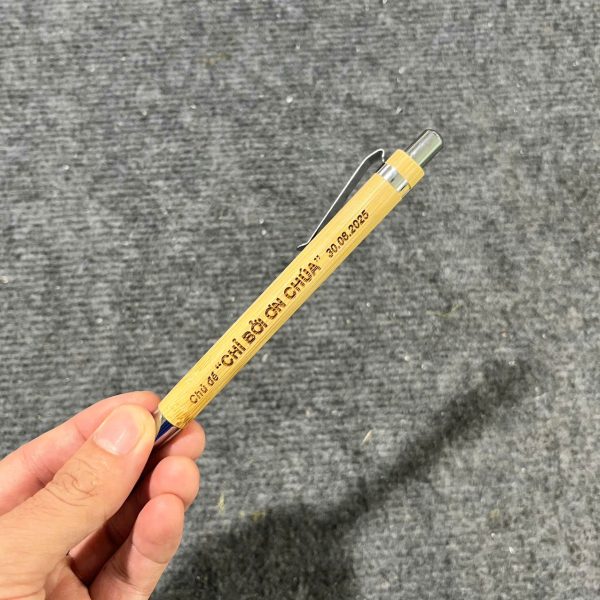 Chủ đề "CHỈ BỞI ƠN CHÚA" 30.08.2025